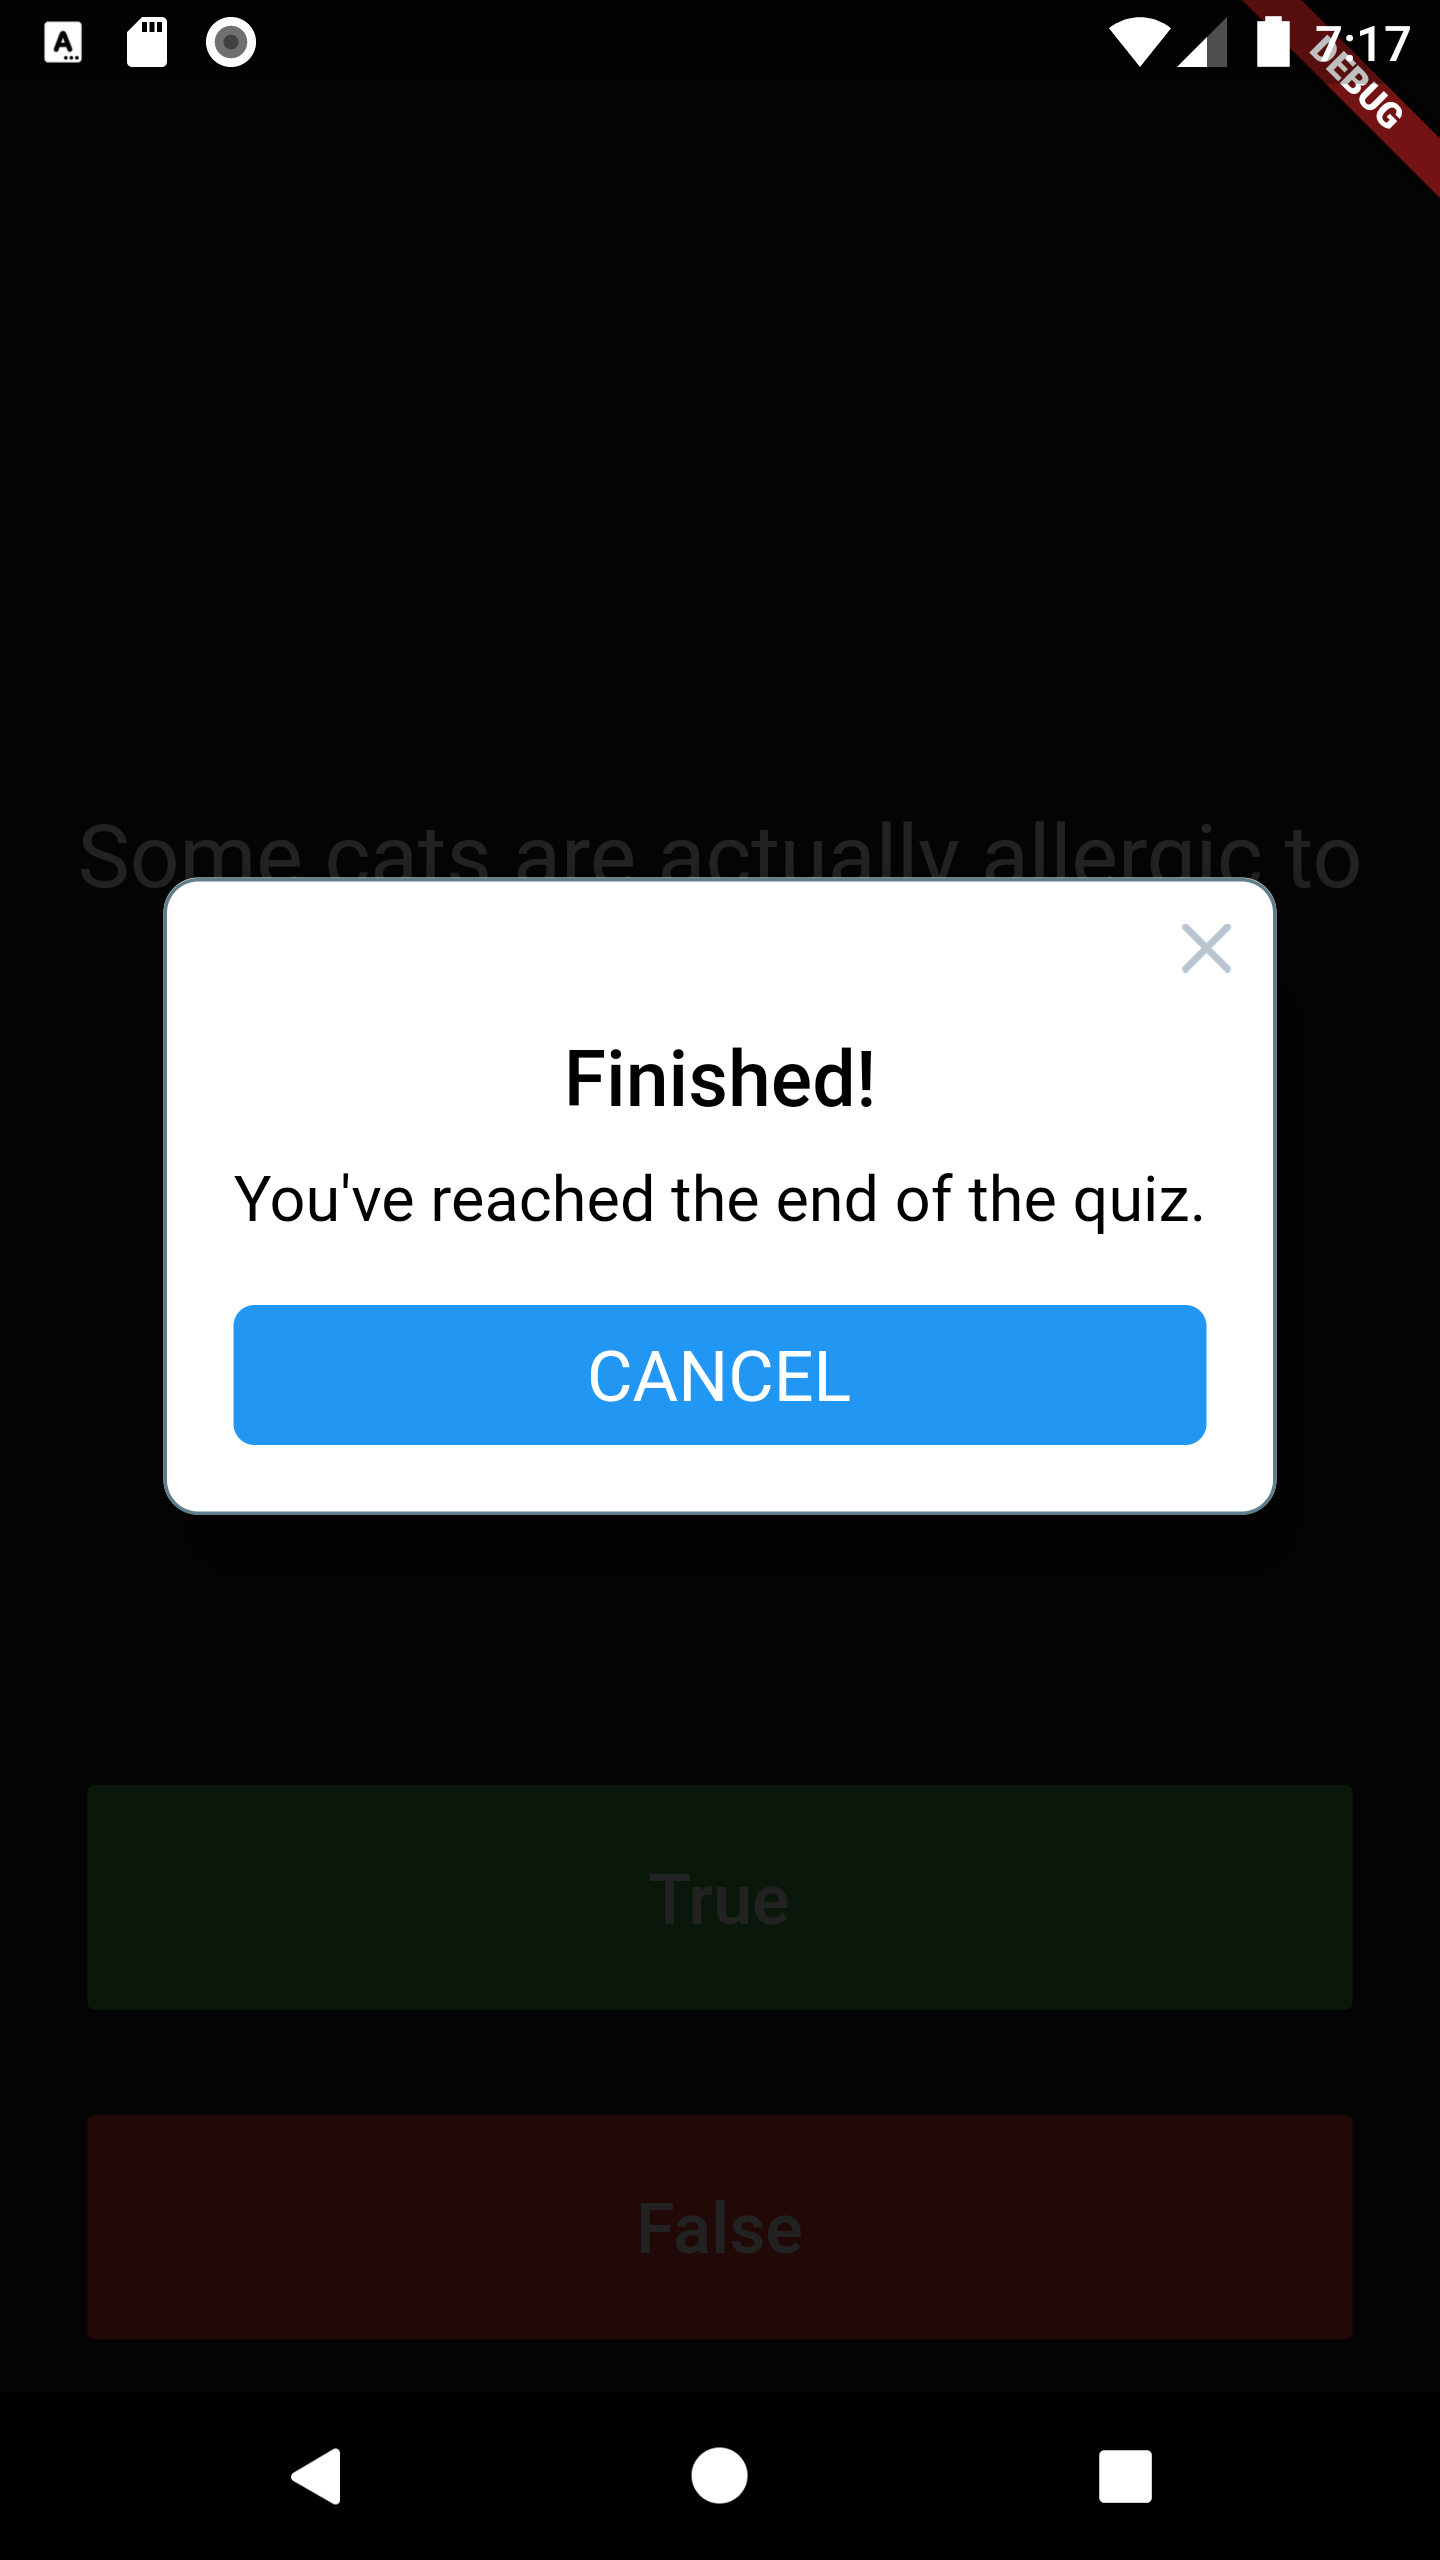 7:17
DEBUG
Some cats are actually allergic to
Finished!
You've reached the end of the quiz.
CANCEL
True
False